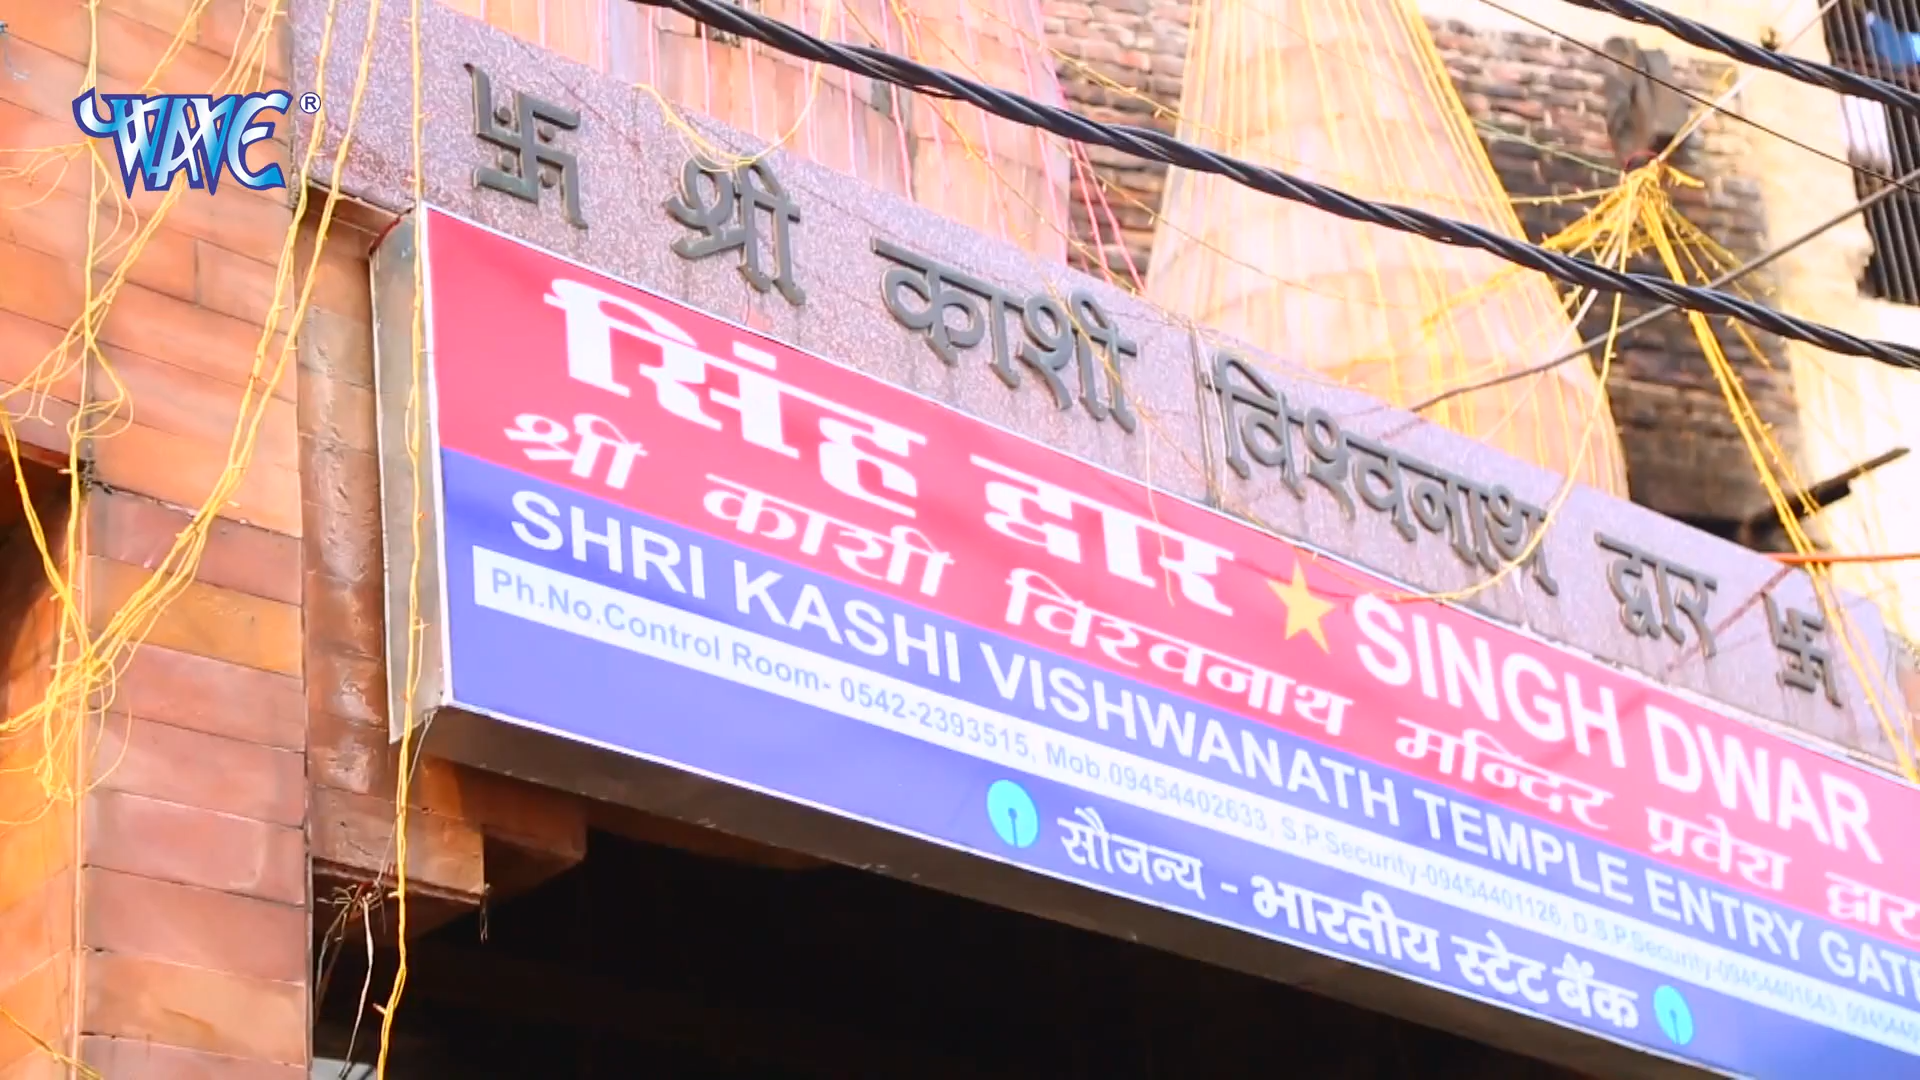 WAVE®
卐 श्री काशी विश्वनाथ द्वार 卐
सिंह द्वार ★ SINGH DWAR
श्री काशी विश्वनाथ मन्दिर प्रवेश द्वार
SHRI KASHI VISHWANATH TEMPLE ENTRY GATE
Ph.No.Control Room- 0542-2393515, Mob.09454402633, S.P.Security-09454401126, D.S.P.Security-09454401643,
सौजन्य - भारतीय स्टेट बैंक